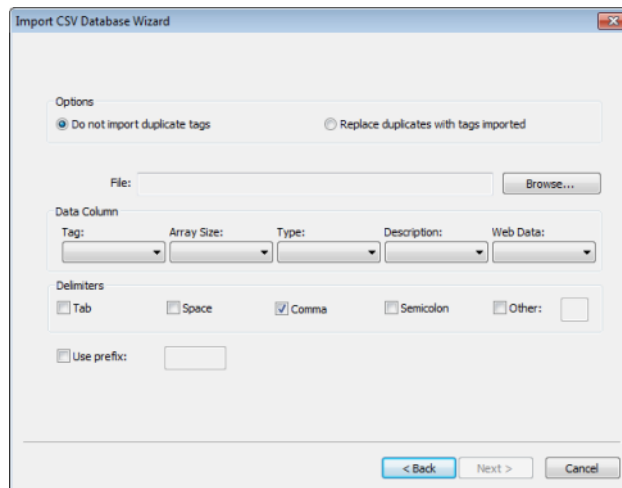 Import CSV Database Wizard
Options
Do not import duplicate tags Replace duplicates with tags imported
File: Browse...
Data Column
Tag: Array Size: Type: Description: Web Data:
Delimiters
Tab Space Comma Semicolon Other:
Use prefix:
< Back Next > Cancel